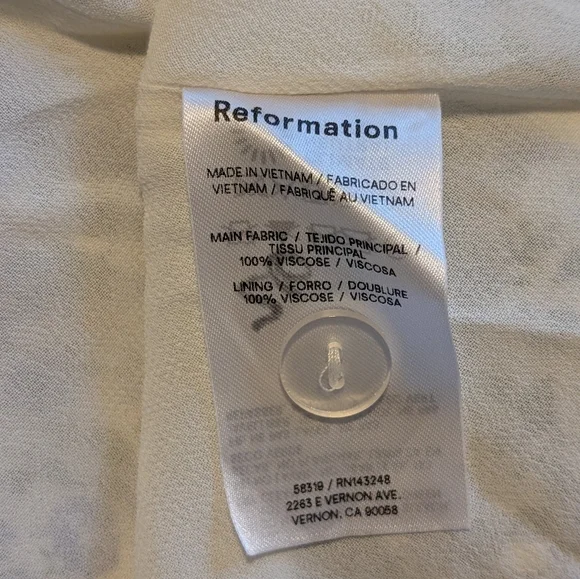 Reformation
MADE IN VIETNAM / FABRICADO EN
VIETNAM / FABRIQUÉ AU VIETNAM
MAIN FABRIC / TEJIDO PRINCIPAL /
TISSU PRINCIPAL
100% VISCOSE / VISCOSA
LINING / FORRO / DOUBLURE
100% VISCOSE / VISCOSA
58319 / RN143248
2263 E VERNON AVE.
VERNON, CA 90058